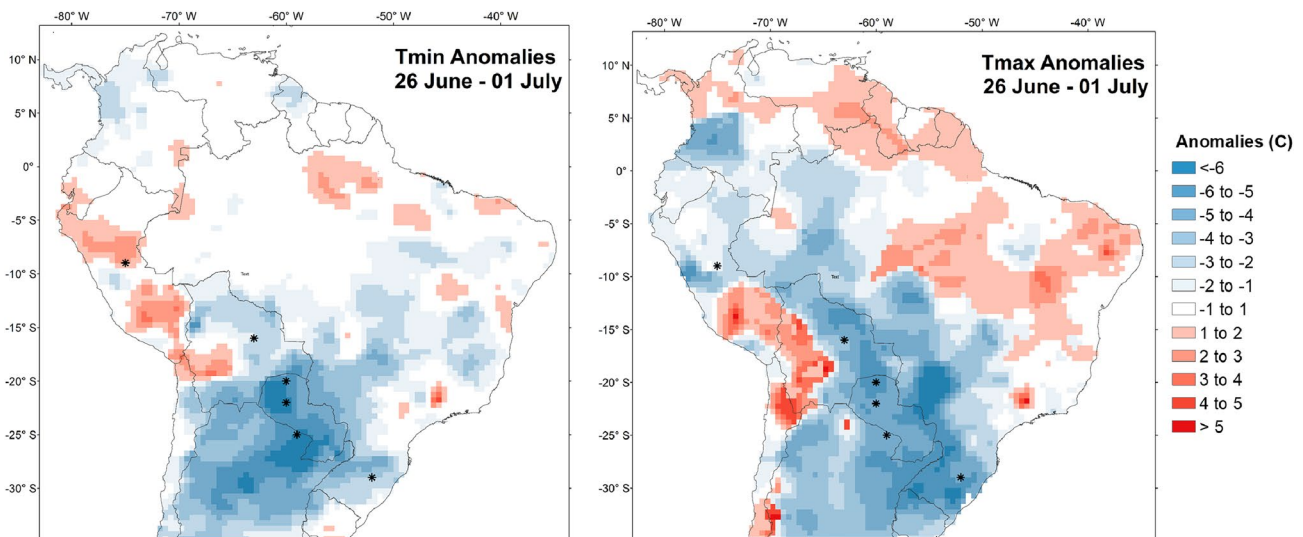 -80° W -70° W -60° W -50° W -40° W
Tmin Anomalies
26 June - 01 July
10° N
5° N
0°
-5° S
-10° S
-15° S
-20° S
-25° S
-30° S
Text
-80° W -70° W -60° W -50° W -40° W
Tmax Anomalies
26 June - 01 July
10° N
5° N
0°
-5° S
-10° S
-15° S
-20° S
-25° S
-30° S
Text
Anomalies (C)
<-6
-6 to -5
-5 to -4
-4 to -3
-3 to -2
-2 to -1
-1 to 1
1 to 2
2 to 3
3 to 4
4 to 5
> 5